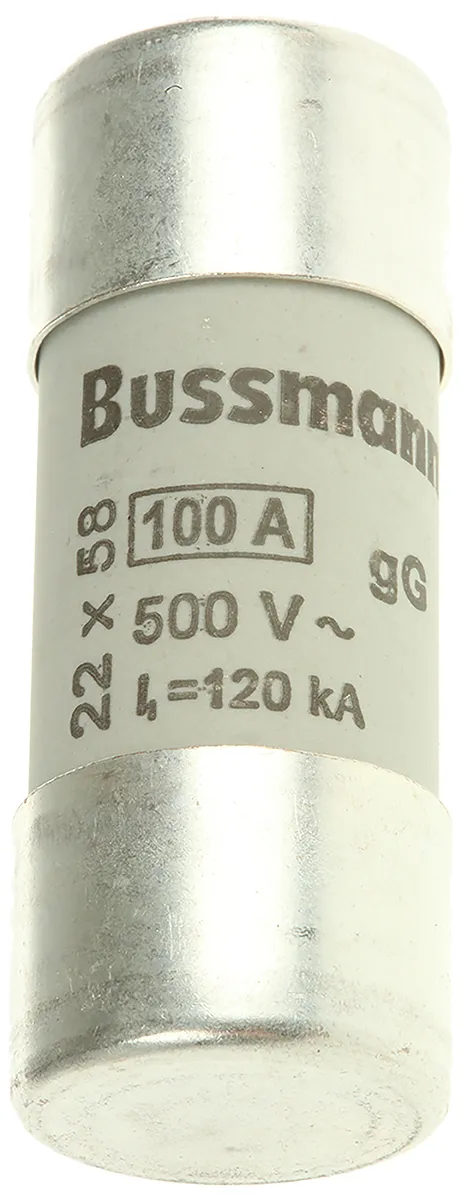 Bussmann
100 A
gG
500 V ~
I₁ =120 kA
22 x 58